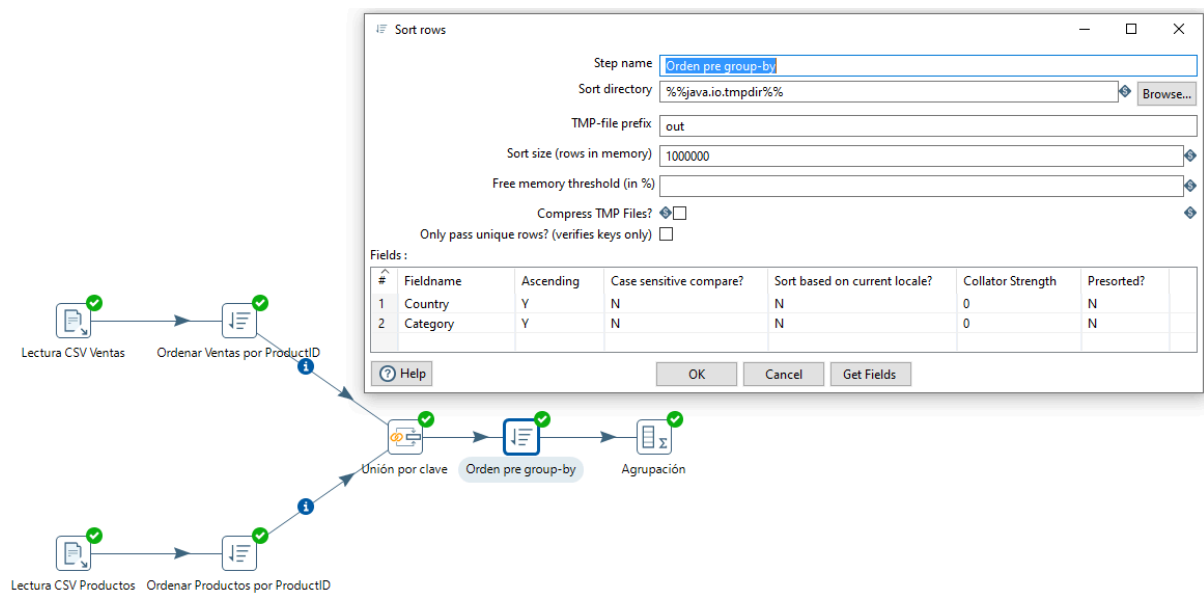 Sort rows
Step name Orden pre group-by
Sort directory %%java.io.tmpdir%% Browse...
TMP-file prefix out
Sort size (rows in memory) 1000000
Free memory threshold (in %)
Compress TMP Files?
Only pass unique rows? (verifies keys only)
Fields :
# Fieldname Ascending Case sensitive compare? Sort based on current locale? Collator Strength Presorted?
1 Country Y N N 0 N
2 Category Y N N 0 N
Help OK Cancel Get Fields
Lectura CSV Ventas Ordenar Ventas por ProductID
Unión por clave Orden pre group-by Agrupación
Lectura CSV Productos Ordenar Productos por ProductID